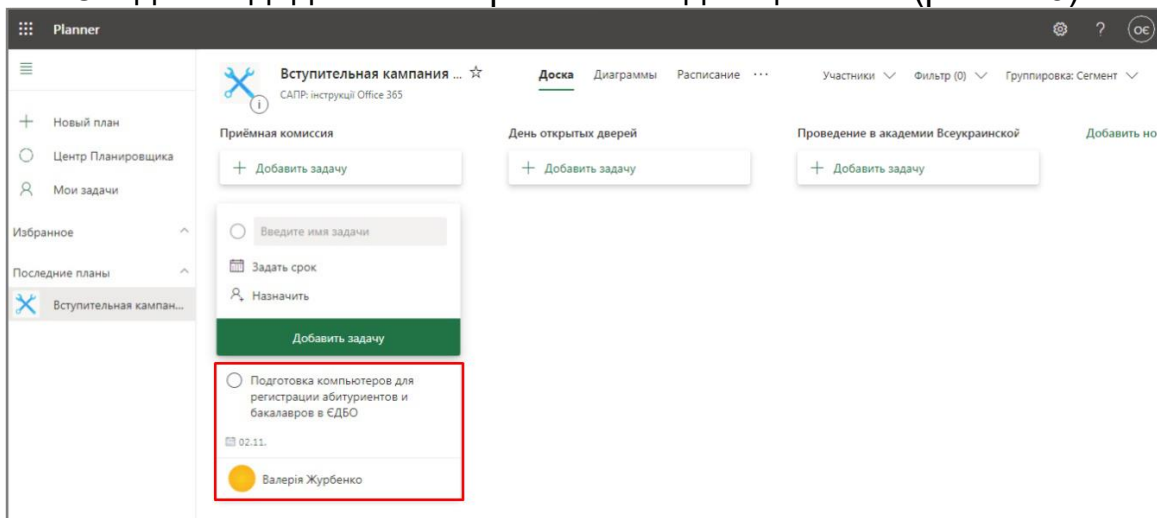 Planner
?
ОЄ
Вступительная кампания ...
САПР: інструкції Office 365
Доска Диаграммы Расписание ...
Участники Фильтр (0) Группировка: Сегмент
Новый план
Центр Планировщика
Мои задачи
Избранное
Последние планы
Вступительная кампан...
Приёмная комиссия
Добавить задачу
Введите имя задачи
Задать срок
Назначить
Добавить задачу
Подготовка компьютеров для
регистрации абитуриентов и
бакалавров в ЄДБО
02.11.
Валерія Журбенко
День открытых дверей
Добавить задачу
Проведение в академии Всеукраинской
Добавить задачу
Добавить но